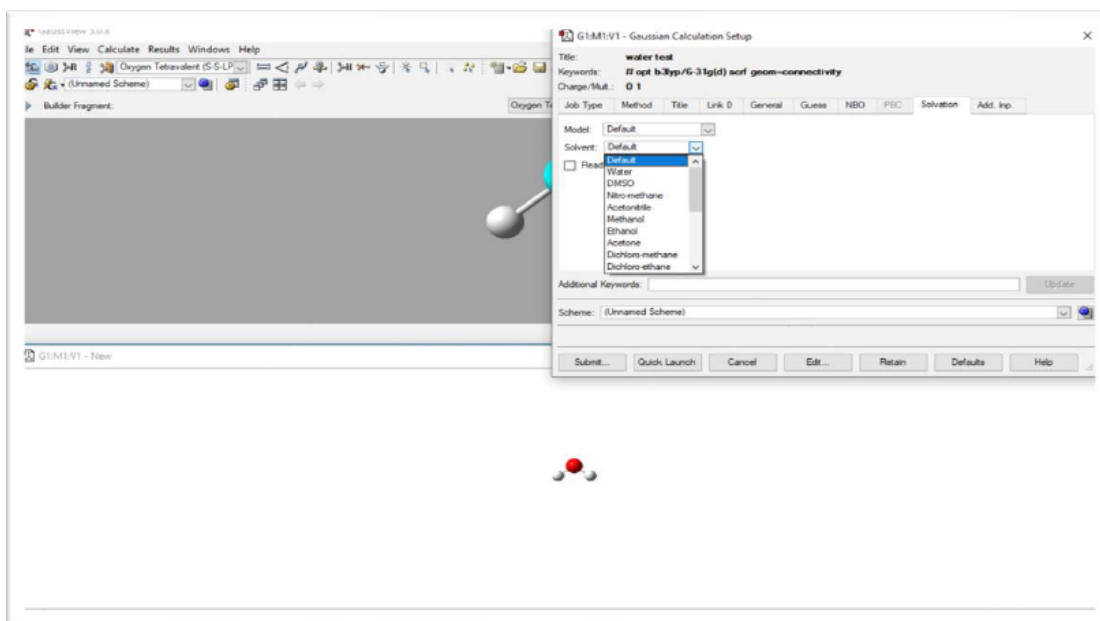 GaussView 5.0.8
le Edit View Calculate Results Windows Help
Oxygen Tetravalent (S-S-LP
(Unnamed Scheme)
Builder Fragment:
Oxygen Te
G1:M1:V1 - New
G1:M1:V1 - Gaussian Calculation Setup
Title: water test
Keywords: # opt b3lyp/6-31g(d) scrf geom=connectivity
Charge/Mult.: 0 1
Job Type Method Title Link 0 General Guess NBO PBC Solvation Add. Inp.
Model: Default
Solvent: Default
Read
Default
Water
DMSO
Nitro-methane
Acetonitrile
Methanol
Ethanol
Acetone
Dichloro-methane
Dichloro-ethane
Additional Keywords:
Update
Scheme: (Unnamed Scheme)
Submit... Quick Launch Cancel Edit... Retain Defaults Help